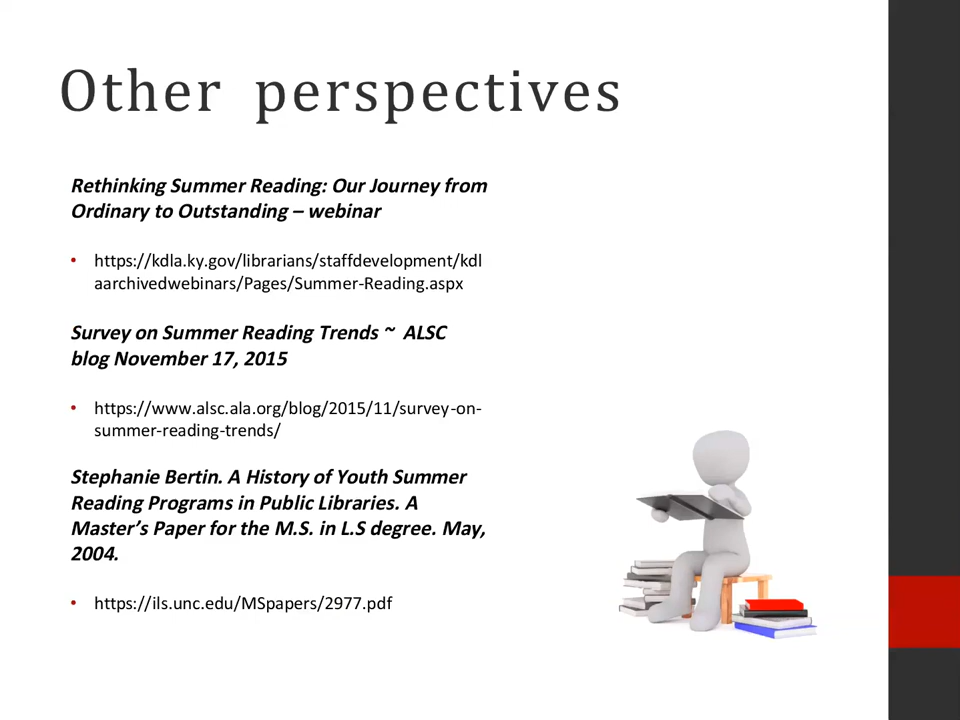 Other perspectives
Rethinking Summer Reading: Our Journey from
Ordinary to Outstanding – webinar
• https://kdla.ky.gov/librarians/staffdevelopment/kdl
aarchivedwebinars/Pages/Summer-Reading.aspx
Survey on Summer Reading Trends ~ ALSC
blog November 17, 2015
• https://www.alsc.ala.org/blog/2015/11/survey-on-
summer-reading-trends/
Stephanie Bertin. A History of Youth Summer
Reading Programs in Public Libraries. A
Master’s Paper for the M.S. in L.S degree. May,
2004.
• https://ils.unc.edu/MSpapers/2977.pdf